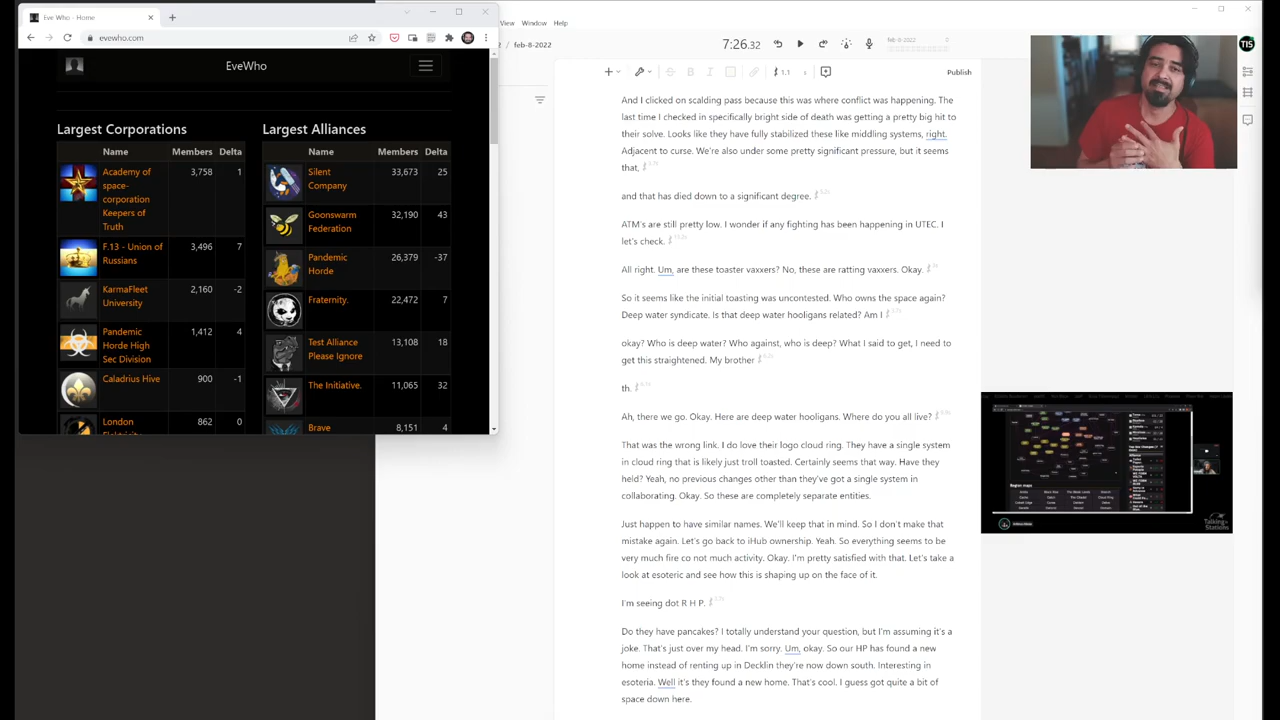 Eve Who - Home
evewho.com
EveWho
Largest Corporations
Name Members Delta
Academy of space-corporation Keepers of Truth 3,758 1
F.13 - Union of Russians 3,496 7
KarmaFleet University 2,160 -2
Pandemic Horde High Sec Division 1,412 4
Caladrius Hive 900 -1
London 862 0
Largest Alliances
Name Members Delta
Silent Company 33,673 25
Goonswarm Federation 32,190 43
Pandemic Horde 26,379 -37
Fraternity. 22,472 7
Test Alliance Please Ignore 13,108 18
The Initiative. 11,065 32
Brave 8,151 4
View Window Help
feb-8-2022
7:26.32
feb-8-2022
1.1
Publish
And I clicked on scalding pass because this was where conflict was happening. The
last time I checked in specifically bright side of death was getting a pretty big hit to
their solve. Looks like they have fully stabilized these like middling systems, right.
Adjacent to curse. We're also under some pretty significant pressure, but it seems
that,
and that has died down to a significant degree.
ATM's are still pretty low. I wonder if any fighting has been happening in UTEC. I
let's check.
All right. Um, are these toaster vaxxers? No, these are ratting vaxxers. Okay.
So it seems like the initial toasting was uncontested. Who owns the space again?
Deep water syndicate. Is that deep water hooligans related? Am I
okay? Who is deep water? Who against, who is deep? What I said to get, I need to
get this straightened. My brother
th.
Ah, there we go. Okay. Here are deep water hooligans. Where do you all live?
That was the wrong link. I do love their logo cloud ring. They have a single system
in cloud ring that is likely just troll toasted. Certainly seems that way. Have they
held? Yeah, no previous changes other than they've got a single system in
collaborating. Okay. So these are completely separate entities.
Just happen to have similar names. We'll keep that in mind. So I don't make that
mistake again. Let's go back to iHub ownership. Yeah. So everything seems to be
very much fire co not much activity. Okay. I'm pretty satisfied with that. Let's take a
look at esoteric and see how this is shaping up on the face of it.
I'm seeing dot R H P.
Do they have pancakes? I totally understand your question, but I'm assuming it's a
joke. That's just over my head. I'm sorry. Um, okay. So our HP has found a new
home instead of renting up in Decklin they're now down south. Interesting in
esoteria. Well it's they found a new home. That's cool. I guess got quite a bit of
space down here.
TiS
Region maps
Talking
Stations